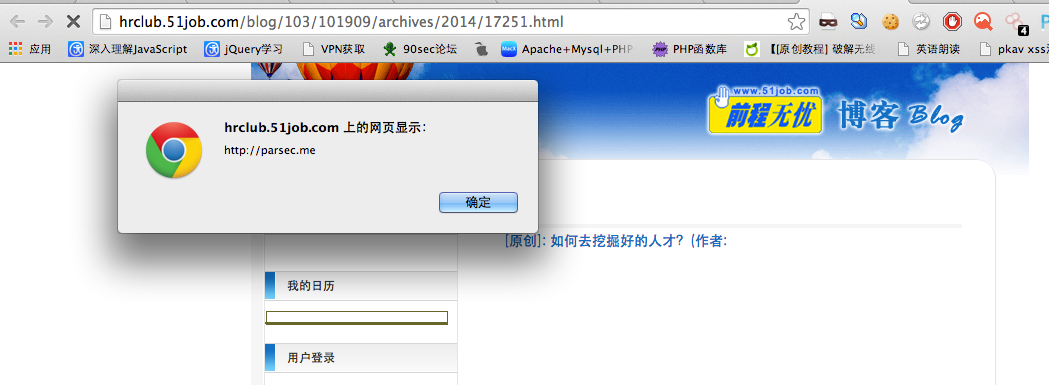 hrclub.51job.com/blog/103/101909/archives/2014/17251.html
应用 深入理解JavaScript jQuery学习 VPN获取 90sec论坛 Apache+Mysql+PHP PHP函数库 【[原创教程] 破解无线 英语朗读 pkav xss
4
www.51job.com
前程无忧 博客 Blog
hrclub.51job.com 上的网页显示：
http://parsec.me
确定
[原创]: 如何去挖掘好的人才？(作者:
我的日历
用户登录